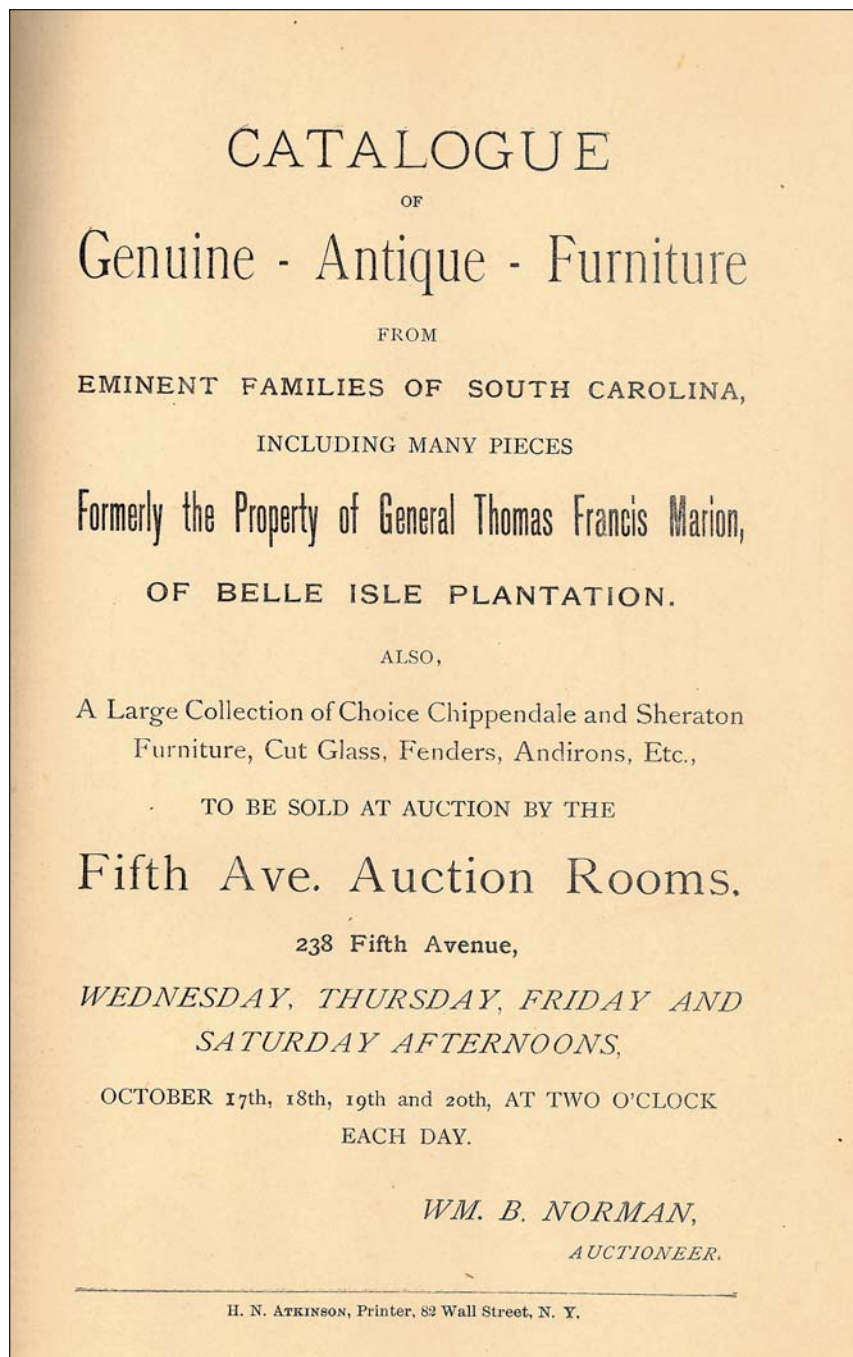 CATALOGUE
OF
Genuine - Antique - Furniture
FROM
EMINENT FAMILIES OF SOUTH CAROLINA,
INCLUDING MANY PIECES
Formerly the Property of General Thomas Francis Marion,
OF BELLE ISLE PLANTATION.
ALSO,
A Large Collection of Choice Chippendale and Sheraton
Furniture, Cut Glass, Fenders, Andirons, Etc.,
TO BE SOLD AT AUCTION BY THE
Fifth Ave. Auction Rooms.
238 Fifth Avenue,
WEDNESDAY, THURSDAY, FRIDAY AND
SATURDAY AFTERNOONS,
OCTOBER 17th, 18th, 19th and 20th, AT TWO O'CLOCK
EACH DAY.
WM. B. NORMAN,
AUCTIONEER.
H. N. ATKINSON, Printer, 82 Wall Street, N. Y.